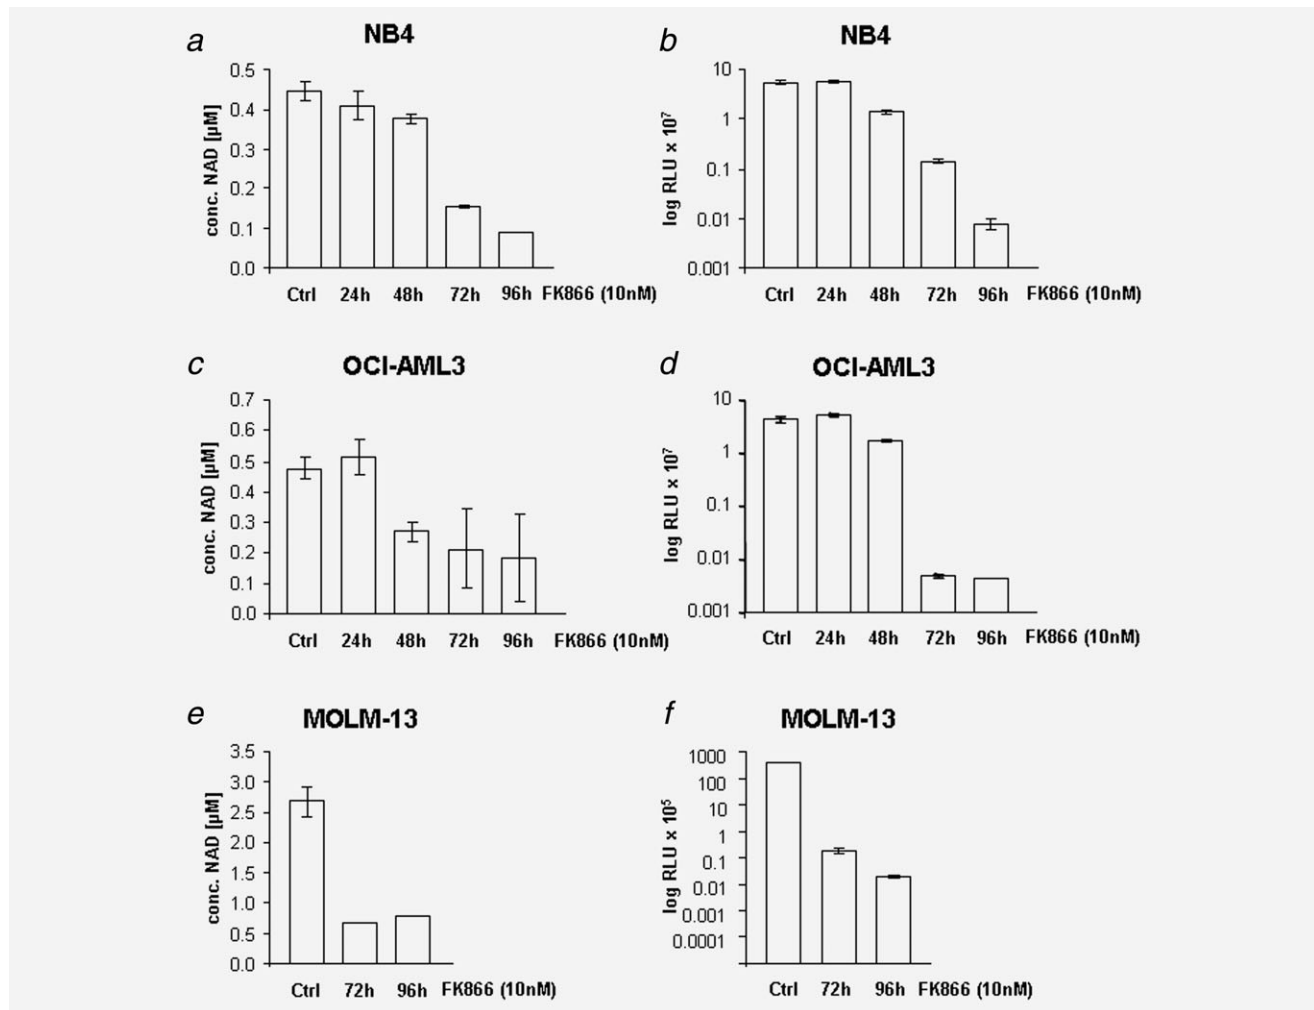 a
NB4
conc. NAD [µM]
0.5
0.4
0.3
0.2
0.1
0.0
Ctrl 24h 48h 72h 96h FK866 (10nM)
b
NB4
log RLU x 10⁷
10
1
0.1
0.01
0.001
Ctrl 24h 48h 72h 96h FK866 (10nM)
c
OCI-AML3
conc. NAD [µM]
0.7
0.6
0.5
0.4
0.3
0.2
0.1
0.0
Ctrl 24h 48h 72h 96h FK866 (10nM)
d
OCI-AML3
log RLU x 10⁷
10
1
0.1
0.01
0.001
Ctrl 24h 48h 72h 96h FK866 (10nM)
e
MOLM-13
conc. NAD [µM]
3.5
3.0
2.5
2.0
1.5
1.0
0.5
0.0
Ctrl 72h 96h FK866 (10nM)
f
MOLM-13
log RLU x 10⁵
1000
100
10
1
0.1
0.01
0.001
0.0001
Ctrl 72h 96h FK866 (10nM)